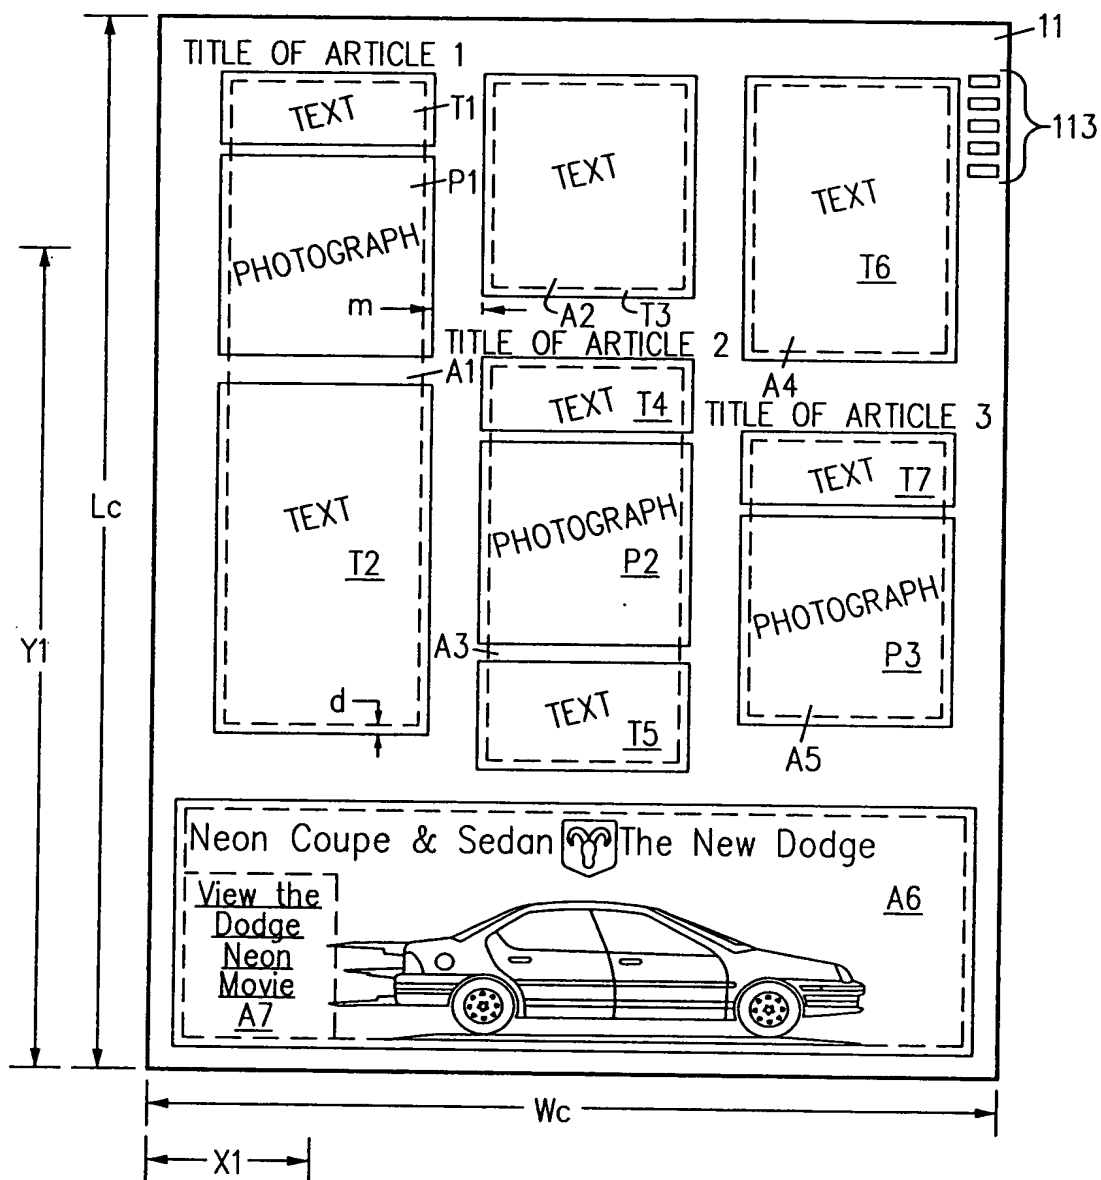 11
TITLE OF ARTICLE 1
TEXT
T1
113
P1
PHOTOGRAPH
m
A1
TEXT
T2
d
TEXT
A2
T3
TITLE OF ARTICLE 2
TEXT
T4
PHOTOGRAPH
P2
A3
TEXT
T5
TEXT
T6
A4
TITLE OF ARTICLE 3
TEXT
T7
PHOTOGRAPH
P3
A5
Lc
Y1
Neon Coupe & Sedan The New Dodge
A6
View the
Dodge
Neon
Movie
A7
Wc
X1